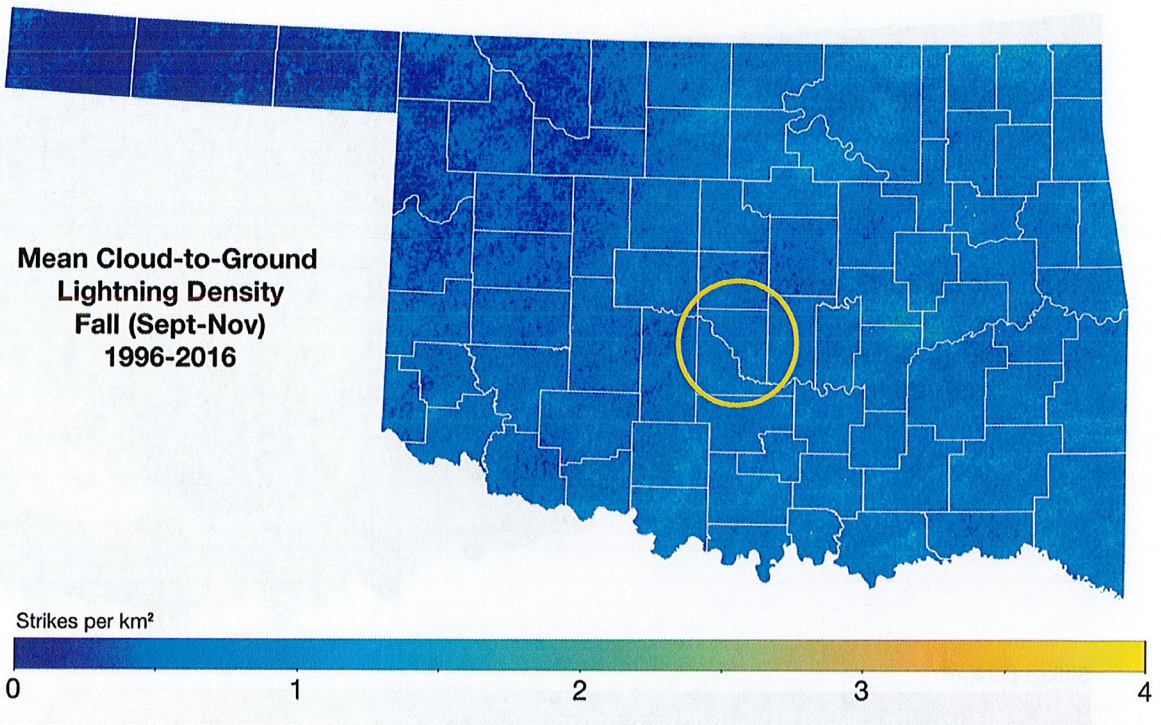 Mean Cloud-to-Ground
Lightning Density
Fall (Sept-Nov)
1996-2016
Strikes per km²
0 1 2 3 4